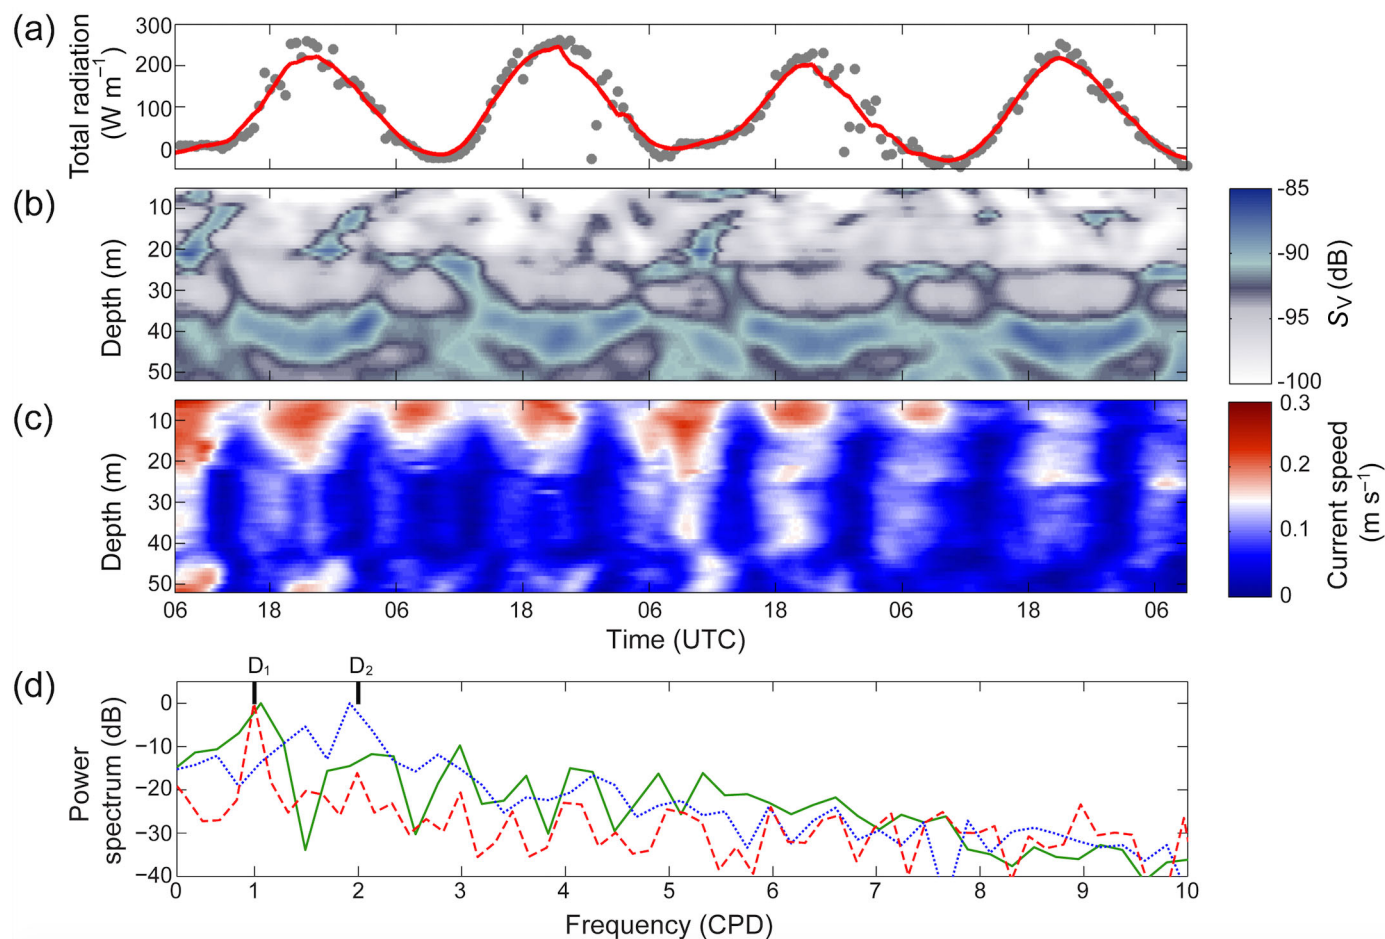 (a)
Total radiation
(W m⁻¹)
300
200
100
0
(b)
Depth (m)
10
20
30
40
50
-85
-90
-95
-100
Sᵥ (dB)
(c)
Depth (m)
10
20
30
40
50
06
18
06
18
06
18
06
18
06
Time (UTC)
0.3
0.2
0.1
0
Current speed
(m s⁻¹)
(d)
D₁
D₂
Power
spectrum (dB)
0
−10
−20
−30
−40
0
1
2
3
4
5
6
7
8
9
10
Frequency (CPD)